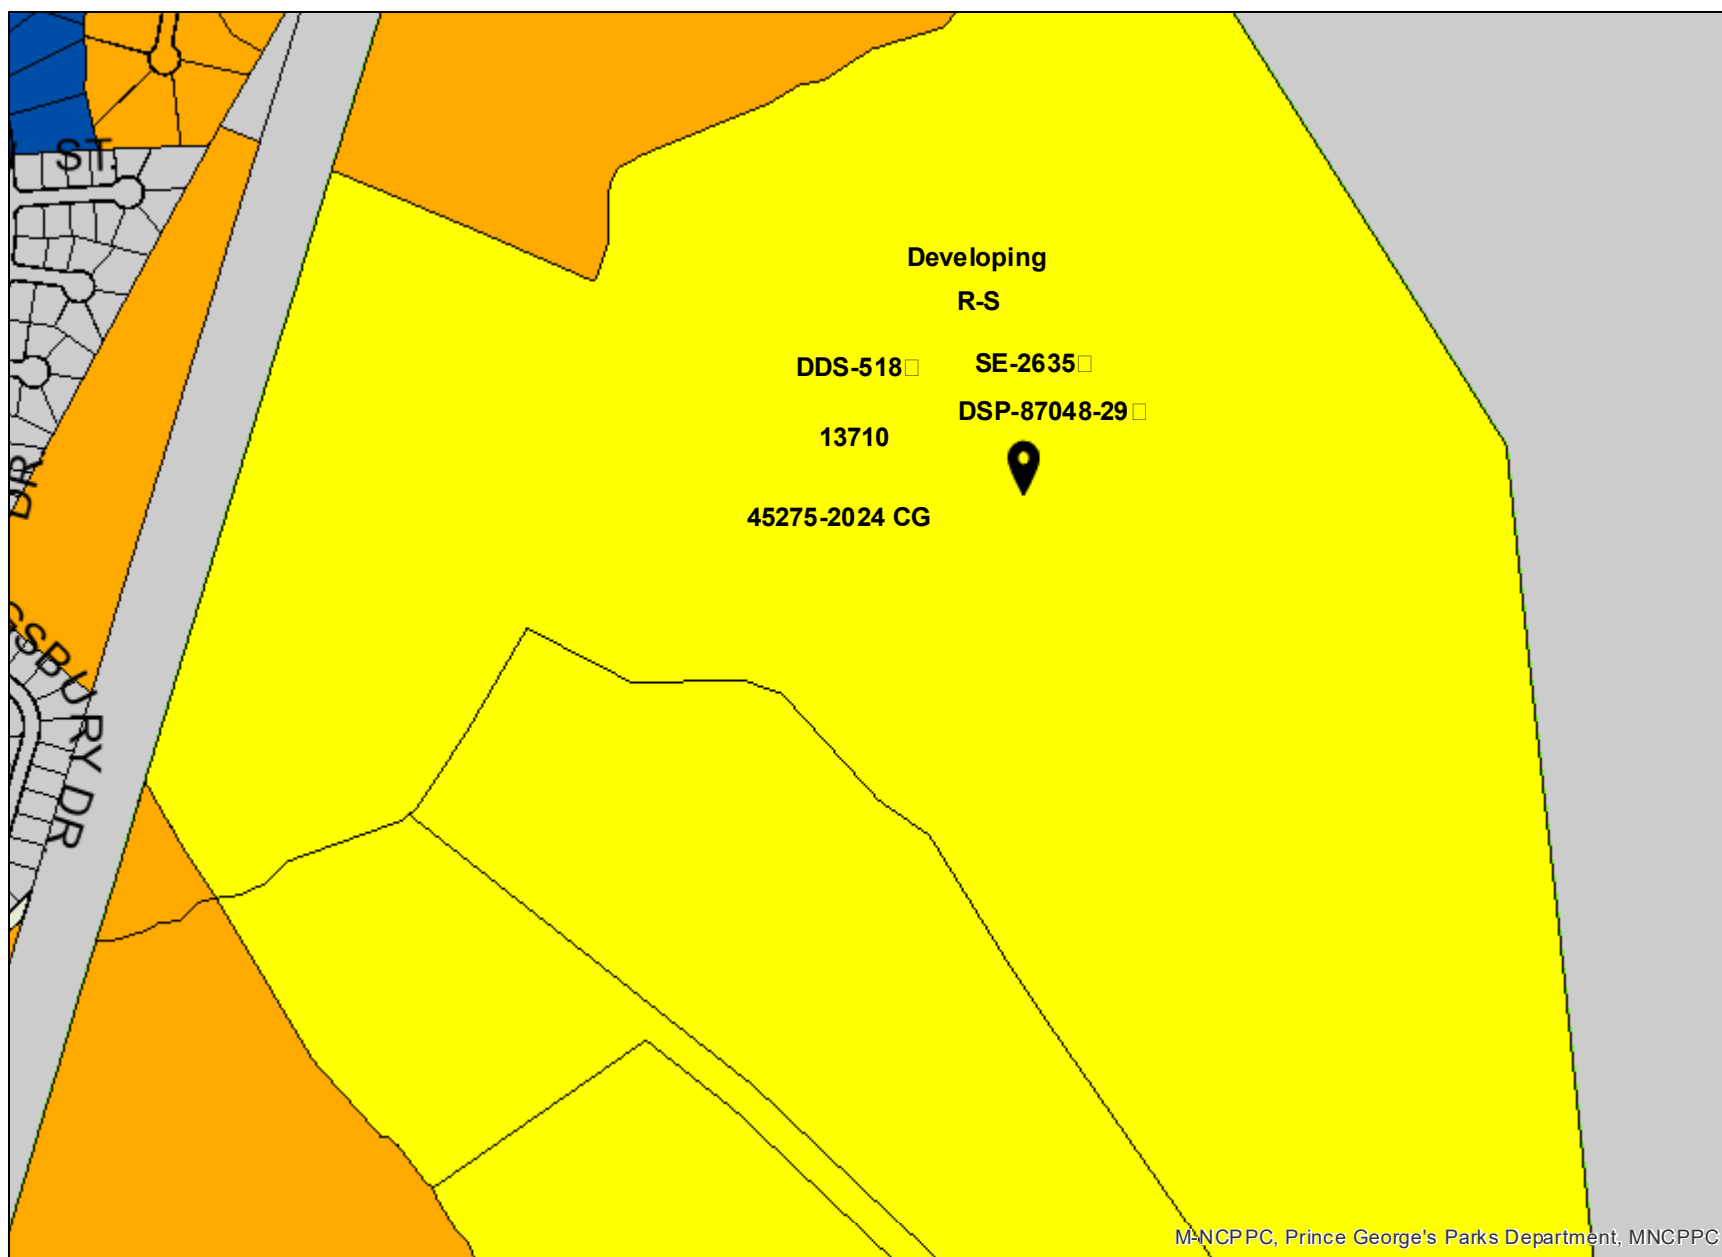 ST.
Developing
R-S
DDS-518
SE-2635
DSP-87048-29
13710
45275-2024 CG
DR
GSBURY DR
M-NCPPC, Prince George's Parks Department, MNCPPC